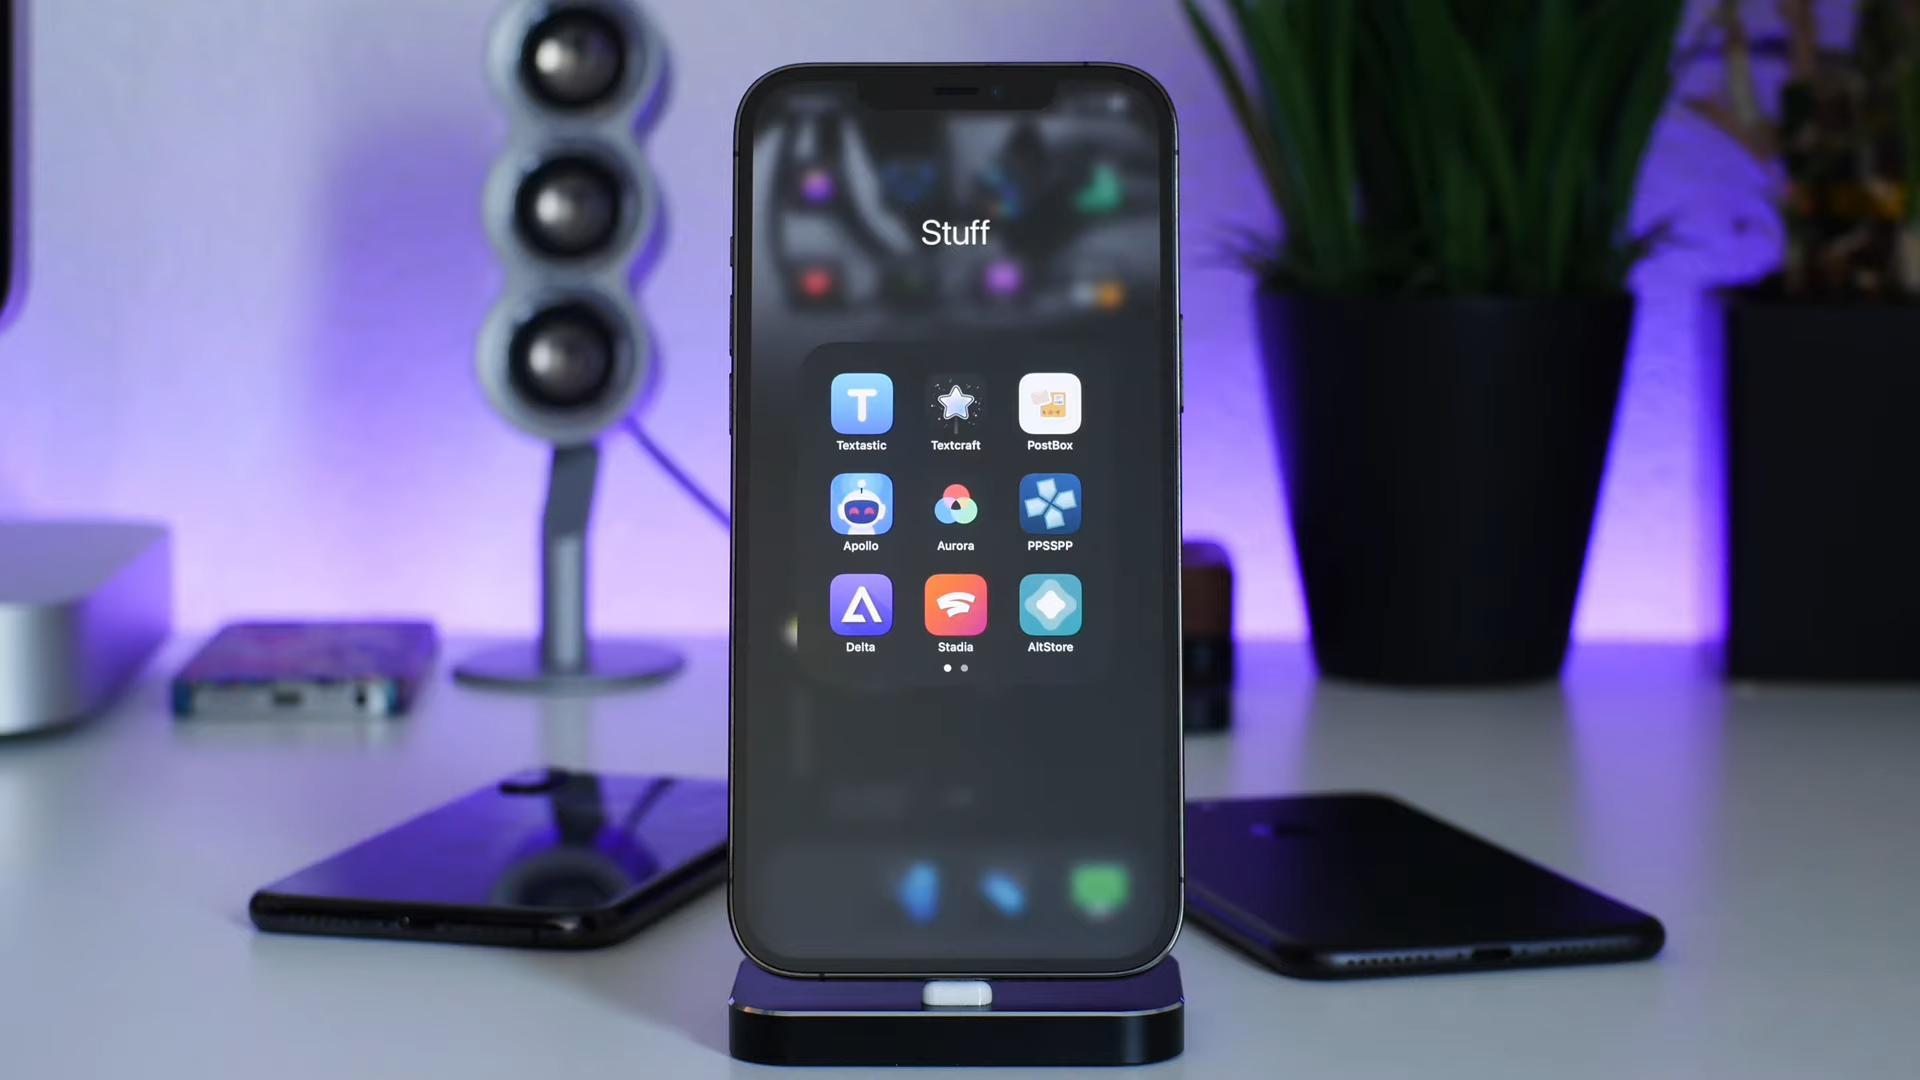 Stuff
Textastic Textcraft PostBox
Apollo Aurora PPSSPP
Delta Stadia AltStore